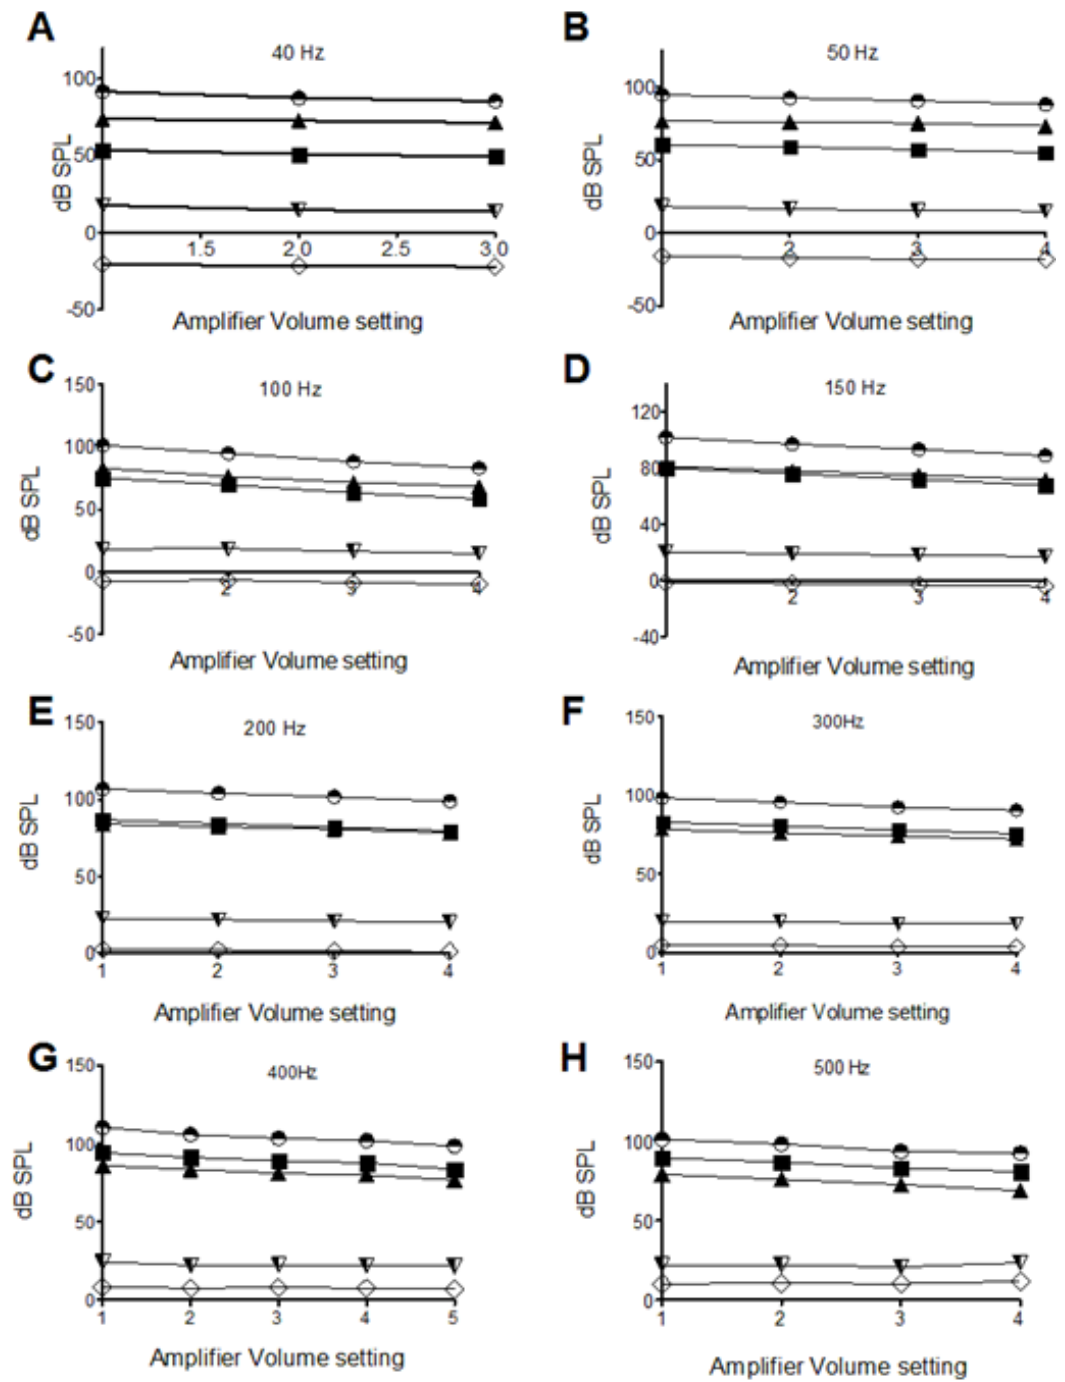 A
40 Hz
100
50
0
-50
dB SPL
1.5 2.0 2.5 3.0
Amplifier Volume setting
B
50 Hz
100
50
0
-50
dB SPL
2 3 4
Amplifier Volume setting
C
100 Hz
150
100
50
0
-50
dB SPL
2 3 4
Amplifier Volume setting
D
150 Hz
120
80
40
0
-40
dB SPL
2 3 4
Amplifier Volume setting
E
200 Hz
150
100
50
0
dB SPL
1 2 3 4
Amplifier Volume setting
F
300Hz
150
100
50
0
dB SPL
1 2 3 4
Amplifier Volume setting
G
400Hz
150
100
50
0
dB SPL
1 2 3 4 5
Amplifier Volume setting
H
500 Hz
150
100
50
0
dB SPL
1 2 3 4
Amplifier Volume setting